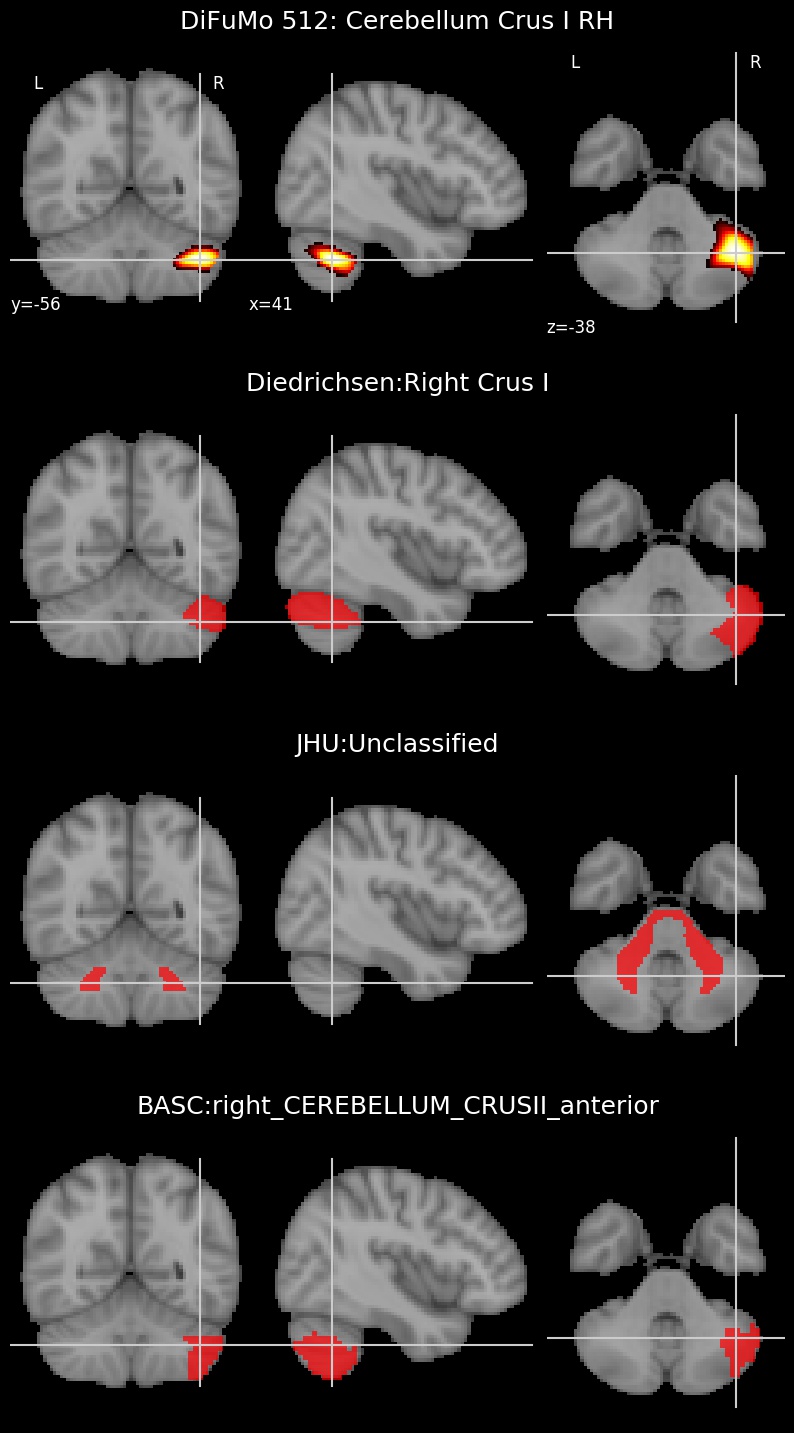 DiFuMo 512: Cerebellum Crus I RH
L
R
L
R
y=-56
x=41
z=-38
Diedrichsen:Right Crus I
JHU:Unclassified
BASC:right_CEREBELLUM_CRUSII_anterior